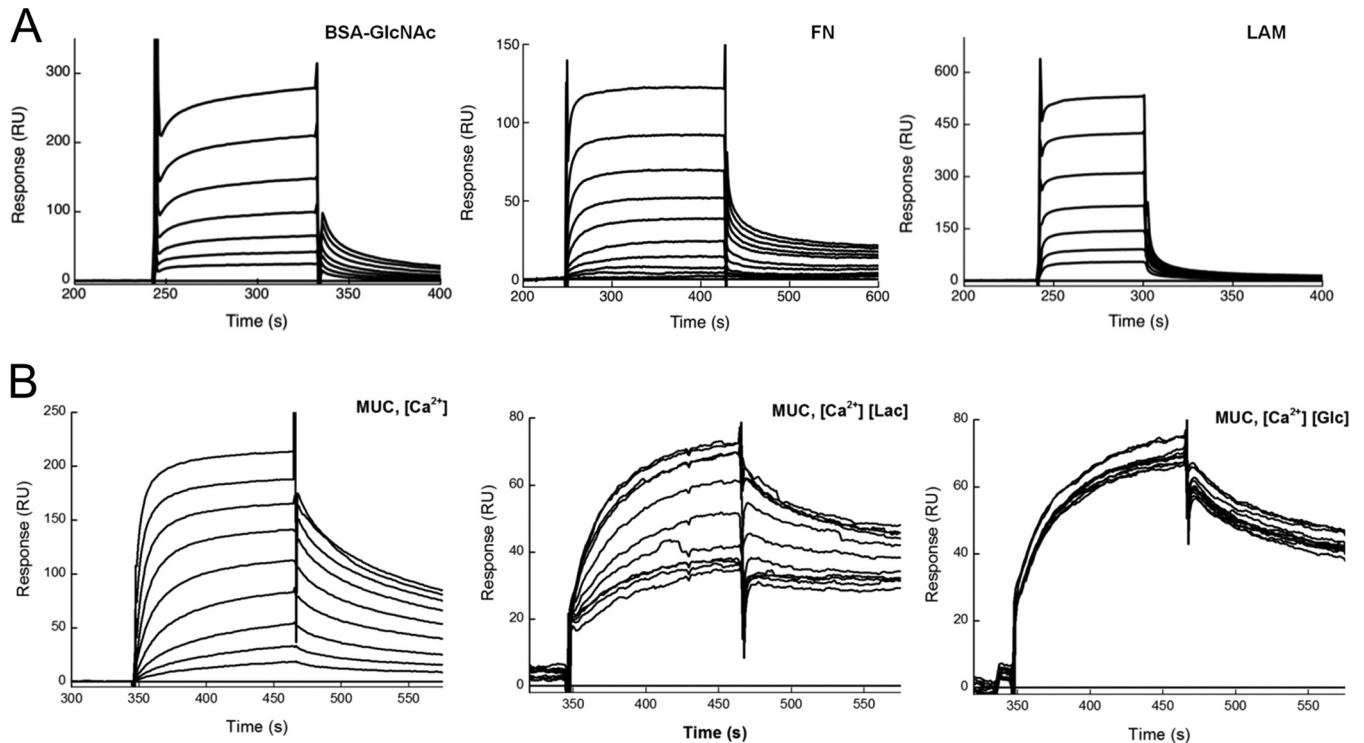 A
BSA-GlcNAc
Response (RU)
300
200
100
0
200 250 300 350 400
Time (s)
FN
Response (RU)
150
100
50
0
200 300 400 500 600
Time (s)
LAM
Response (RU)
600
450
300
150
0
200 250 300 350 400
Time (s)
B
MUC, [Ca²⁺]
Response (RU)
250
200
150
100
50
0
300 350 400 450 500 550
Time (s)
MUC, [Ca²⁺] [Lac]
Response (RU)
80
60
40
20
0
350 400 450 500 550
Time (s)
MUC, [Ca²⁺] [Glc]
Response (RU)
80
60
40
20
0
350 400 450 500 550
Time (s)